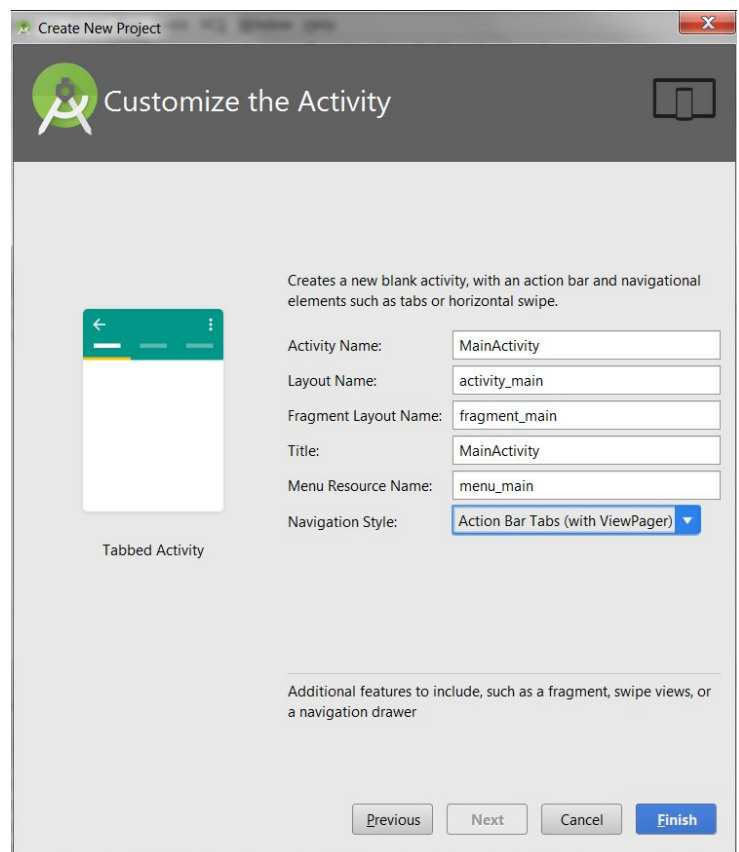 Create New Project
Customize the Activity
Creates a new blank activity, with an action bar and navigational
elements such as tabs or horizontal swipe.
Activity Name: MainActivity
Layout Name: activity_main
Fragment Layout Name: fragment_main
Title: MainActivity
Menu Resource Name: menu_main
Navigation Style: Action Bar Tabs (with ViewPager)
Tabbed Activity
Additional features to include, such as a fragment, swipe views, or
a navigation drawer
Previous Next Cancel Finish